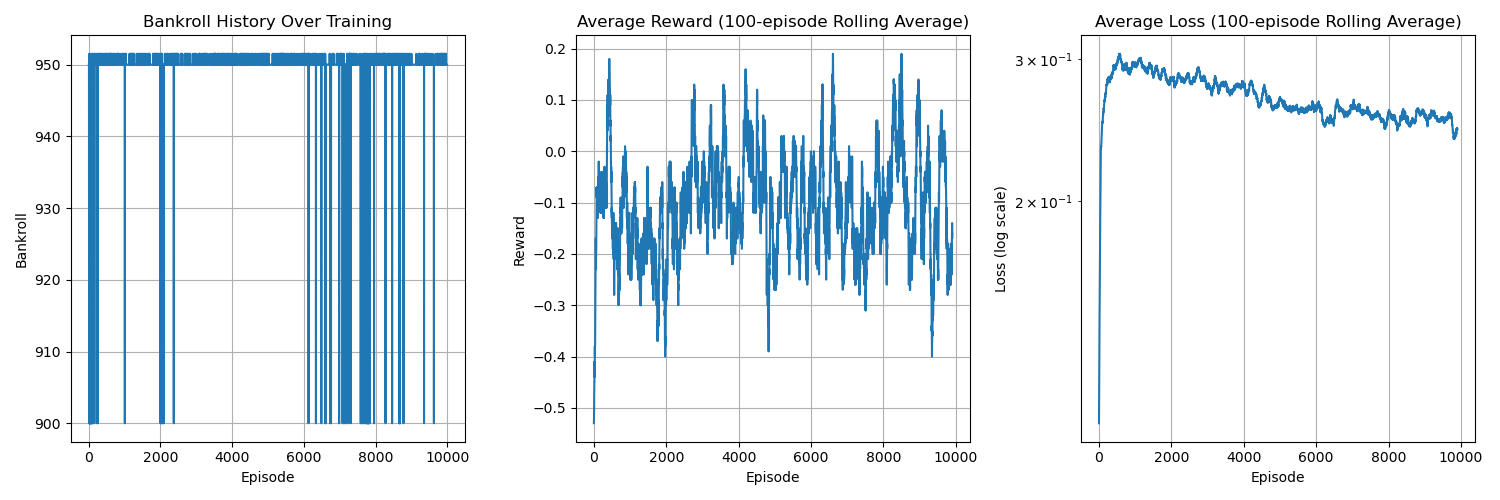 Bankroll History Over Training
Bankroll
950
940
930
920
910
900
0 2000 4000 6000 8000 10000
Episode
Average Reward (100-episode Rolling Average)
Reward
0.2
0.1
0.0
−0.1
−0.2
−0.3
−0.4
−0.5
0 2000 4000 6000 8000 10000
Episode
Average Loss (100-episode Rolling Average)
Loss (log scale)
3 × 10⁻¹
2 × 10⁻¹
0 2000 4000 6000 8000 10000
Episode